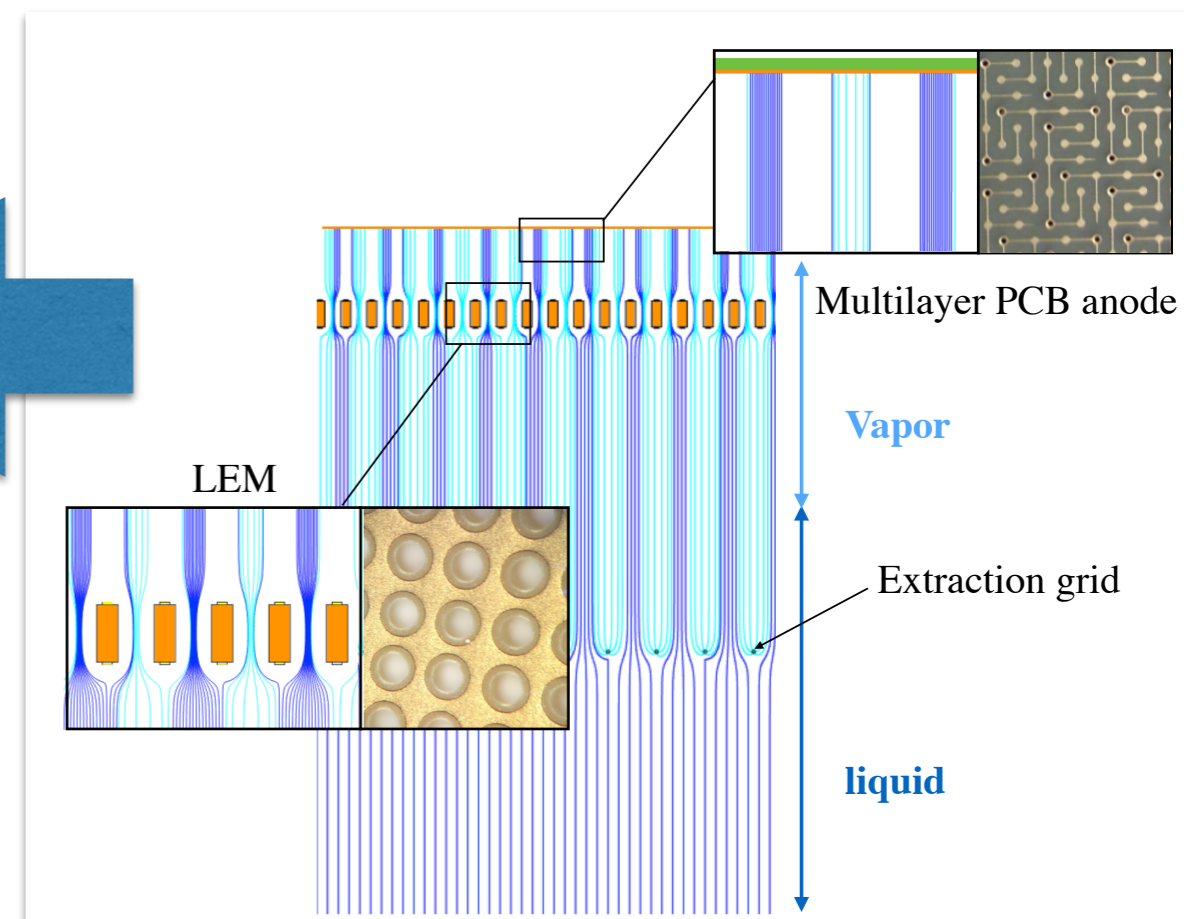 Multilayer PCB anode
Vapor
LEM
Extraction grid
liquid